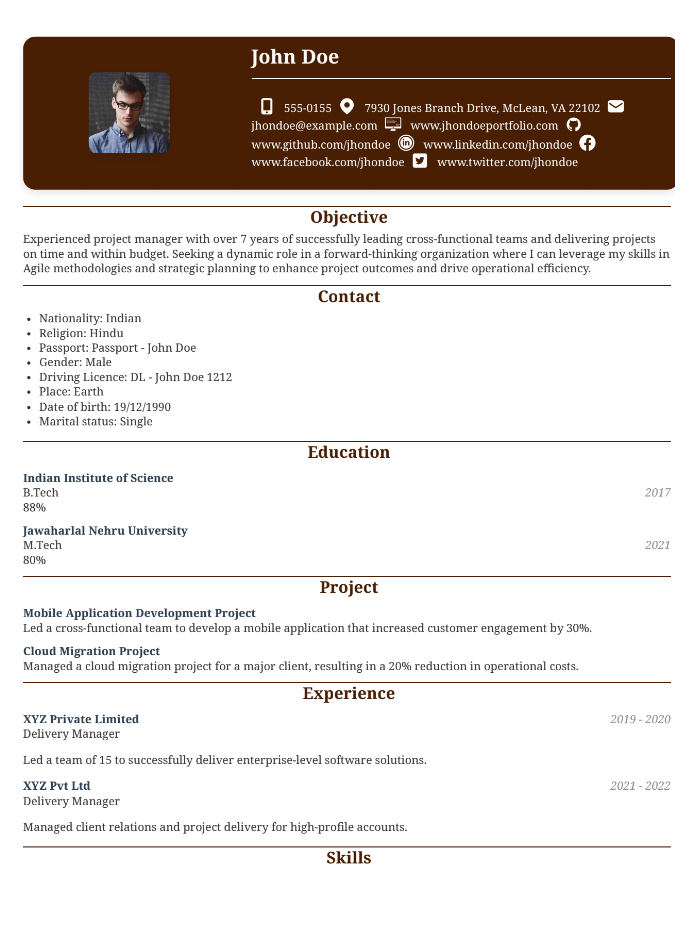 John Doe
555-0155 7930 Jones Branch Drive, McLean, VA 22102
jhondoe@example.com www.jhondoeportfolio.com
www.github.com/jhondoe www.linkedin.com/jhondoe
www.facebook.com/jhondoe www.twitter.com/jhondoe
Objective
Experienced project manager with over 7 years of successfully leading cross-functional teams and delivering projects
on time and within budget. Seeking a dynamic role in a forward-thinking organization where I can leverage my skills in
Agile methodologies and strategic planning to enhance project outcomes and drive operational efficiency.
Contact
• Nationality: Indian
• Religion: Hindu
• Passport: Passport - John Doe
• Gender: Male
• Driving Licence: DL - John Doe 1212
• Place: Earth
• Date of birth: 19/12/1990
• Marital status: Single
Education
Indian Institute of Science
B.Tech 2017
88%
Jawaharlal Nehru University
M.Tech 2021
80%
Project
Mobile Application Development Project
Led a cross-functional team to develop a mobile application that increased customer engagement by 30%.
Cloud Migration Project
Managed a cloud migration project for a major client, resulting in a 20% reduction in operational costs.
Experience
XYZ Private Limited 2019 - 2020
Delivery Manager
Led a team of 15 to successfully deliver enterprise-level software solutions.
XYZ Pvt Ltd 2021 - 2022
Delivery Manager
Managed client relations and project delivery for high-profile accounts.
Skills